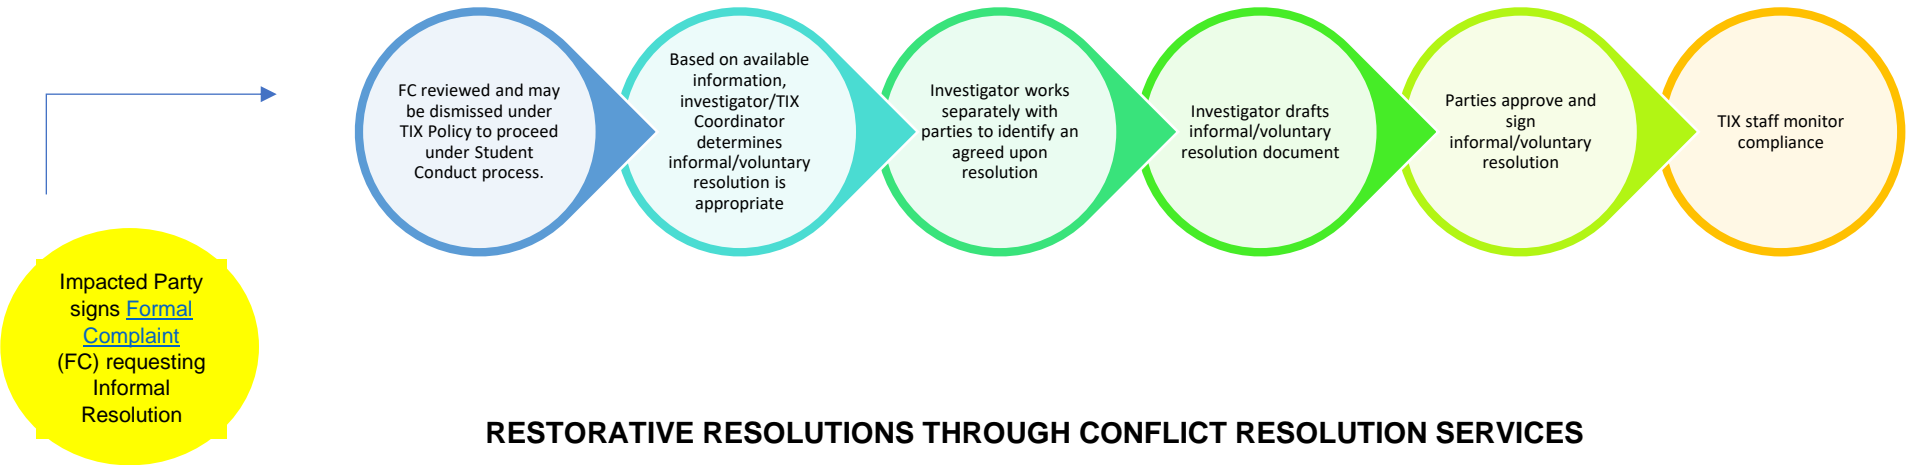 Impacted Party
signs Formal
Complaint
(FC) requesting
Informal
Resolution
FC reviewed and may
be dismissed under
TIX Policy to proceed
under Student
Conduct process.
Based on available
information,
investigator/TIX
Coordinator
determines
informal/voluntary
resolution is
appropriate
Investigator works
separately with
parties to identify an
agreed upon
resolution
Investigator drafts
informal/voluntary
resolution document
Parties approve and
sign
informal/voluntary
resolution
TIX staff monitor
compliance
RESTORATIVE RESOLUTIONS THROUGH CONFLICT RESOLUTION SERVICES